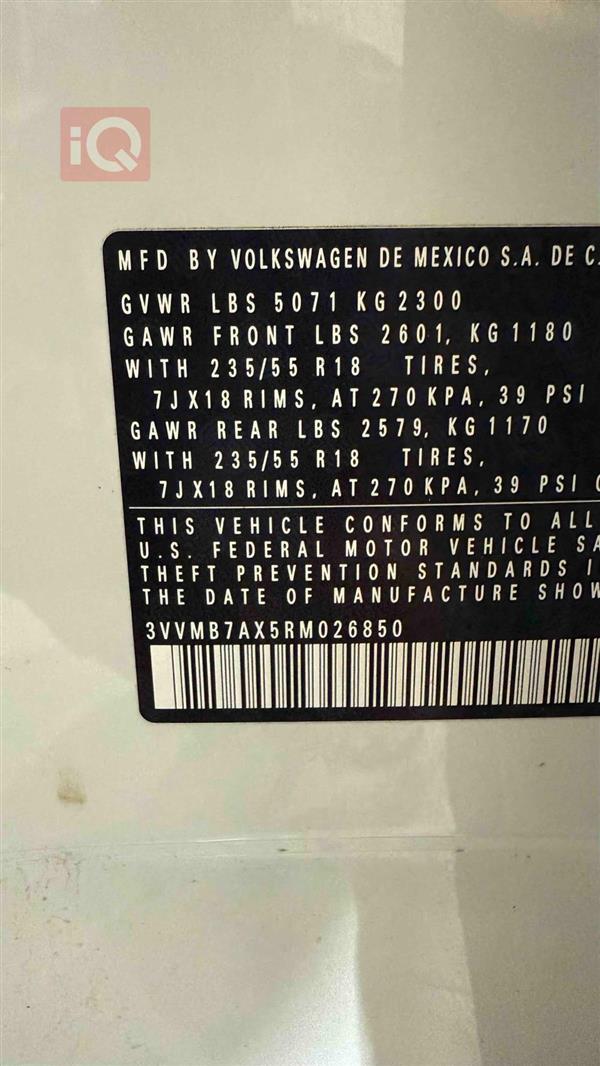 iQ
MFD BY VOLKSWAGEN DE MEXICO S.A. DE C.
GVWR LBS 5071 KG 2300
GAWR FRONT LBS 2601, KG 1180
WITH 235/55 R18 TIRES,
7JX18 RIMS, AT 270 KPA, 39 PSI
GAWR REAR LBS 2579, KG 1170
WITH 235/55 R18 TIRES,
7JX18 RIMS, AT 270 KPA, 39 PSI
THIS VEHICLE CONFORMS TO ALL
U.S. FEDERAL MOTOR VEHICLE SA
THEFT PREVENTION STANDARDS I
THE DATE OF MANUFACTURE SHOW
3VVMB7AX5RM026850